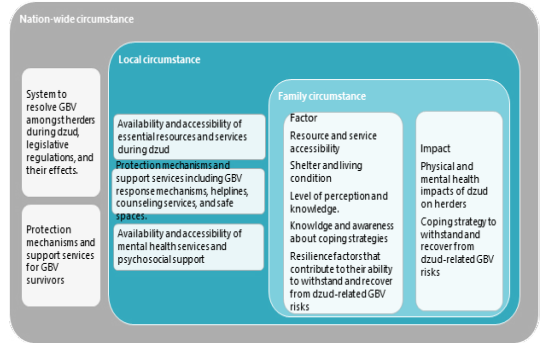 Nation-wide circumstance
System to
resolve GBV
amongst herders
during dzud,
legislative
regulations, and
their effects.
Protection
mechanisms and
support services
for GBV
survivors
Local circumstance
Availability and accessibility of
essential resources and services
during dzud
Protection mechanisms and
support services including GBV
response mechanisms, helplines,
counseling services, and safe
spaces.
Availability and accessibility of
mental health services and
psychosocial support
Family circumstance
Factor
Resource and service
accessibility
Shelter and living
condition
Level of perception and
knowledge.
Knowldge and awareness
about coping strategies
Resilience factors that
contribute to their ability
to withstand and recover
from dzud-related GBV
risks
Impact
Physical and
mental health
impacts of dzud
on herders
Coping strategy to
withstand and
recover from
dzud-related GBV
risks